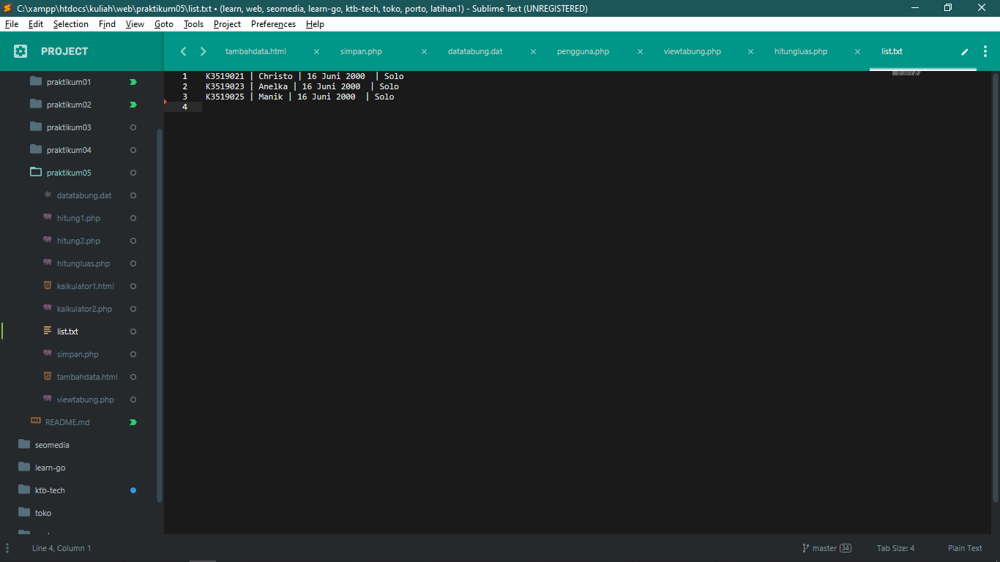 C:\xampp\htdocs\kuliah\web\praktikum05\list.txt • (learn, web, seomedia, learn-go, ktb-tech, toko, porto, latihan1) - Sublime Text (UNREGISTERED)
File Edit Selection Find View Goto Tools Project Preferences Help
PROJECT
tambahdata.html simpan.php datatabung.dat pengguna.php viewtabung.php hitungluas.php list.txt
praktikum01
praktikum02
praktikum03
praktikum04
praktikum05
datatabung.dat
hitung1.php
hitung2.php
hitungluas.php
kalkulator1.html
kalkulator2.php
list.txt
simpan.php
tambahdata.html
viewtabung.php
README.md
seomedia
learn-go
ktb-tech
toko
1 K3519021 | Christo | 16 Juni 2000  | Solo
2 K3519023 | Anelka | 16 Juni 2000  | Solo
3 K3519025 | Manik | 16 Juni 2000  | Solo
4
Line 4, Column 1 master 34 Tab Size: 4 Plain Text